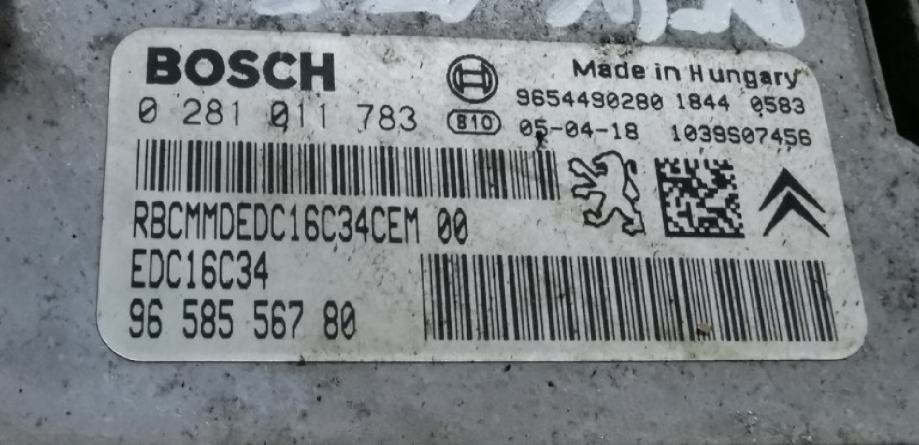 BOSCH
Made in Hungary
0 281 011 783
9654490280 1844 0583
810 05-04-18 1039S07456
RBCMMDEDC16C34CEM 00
EDC16C34
96 585 567 80